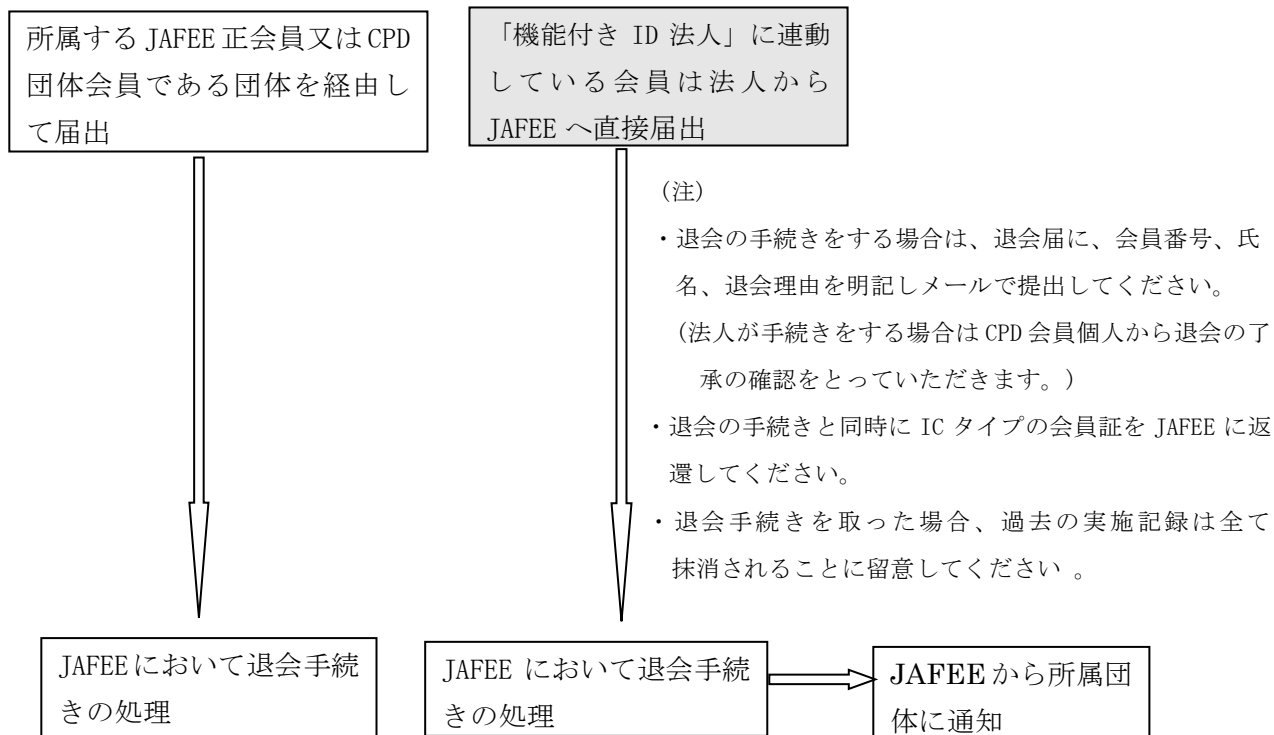 所属する JAFEE 正会員又は CPD
団体会員である団体を経由し
て届出
「機能付き ID 法人」に連動
している会員は法人から
JAFEE へ直接届出
（注）
・退会の手続きをする場合は、退会届に、会員番号、氏
名、退会理由を明記しメールで提出してください。
（法人が手続きをする場合は CPD 会員個人から退会の了
承の確認をとっていただきます。）
・退会の手続きと同時に IC タイプの会員証を JAFEE に返
還してください。
・退会手続きを取った場合、過去の実施記録は全て
抹消されることに留意してください 。
JAFEE において退会手続
きの処理
JAFEE において退会手続
きの処理
JAFEE から所属団
体に通知